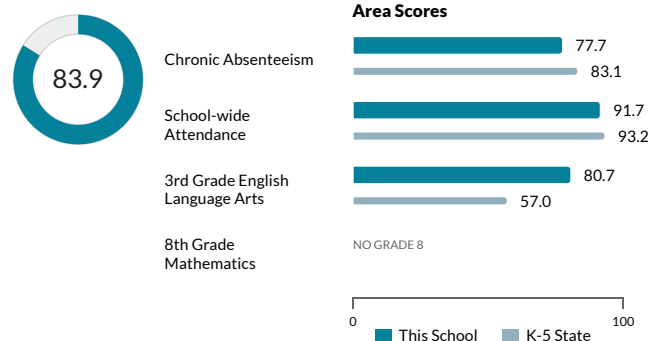 Area Scores
83.9
Chronic Absenteeism
77.7
83.1
School-wide
Attendance
91.7
93.2
3rd Grade English
Language Arts
80.7
57.0
8th Grade
Mathematics
NO GRADE 8
0
100
This School
K-5 State